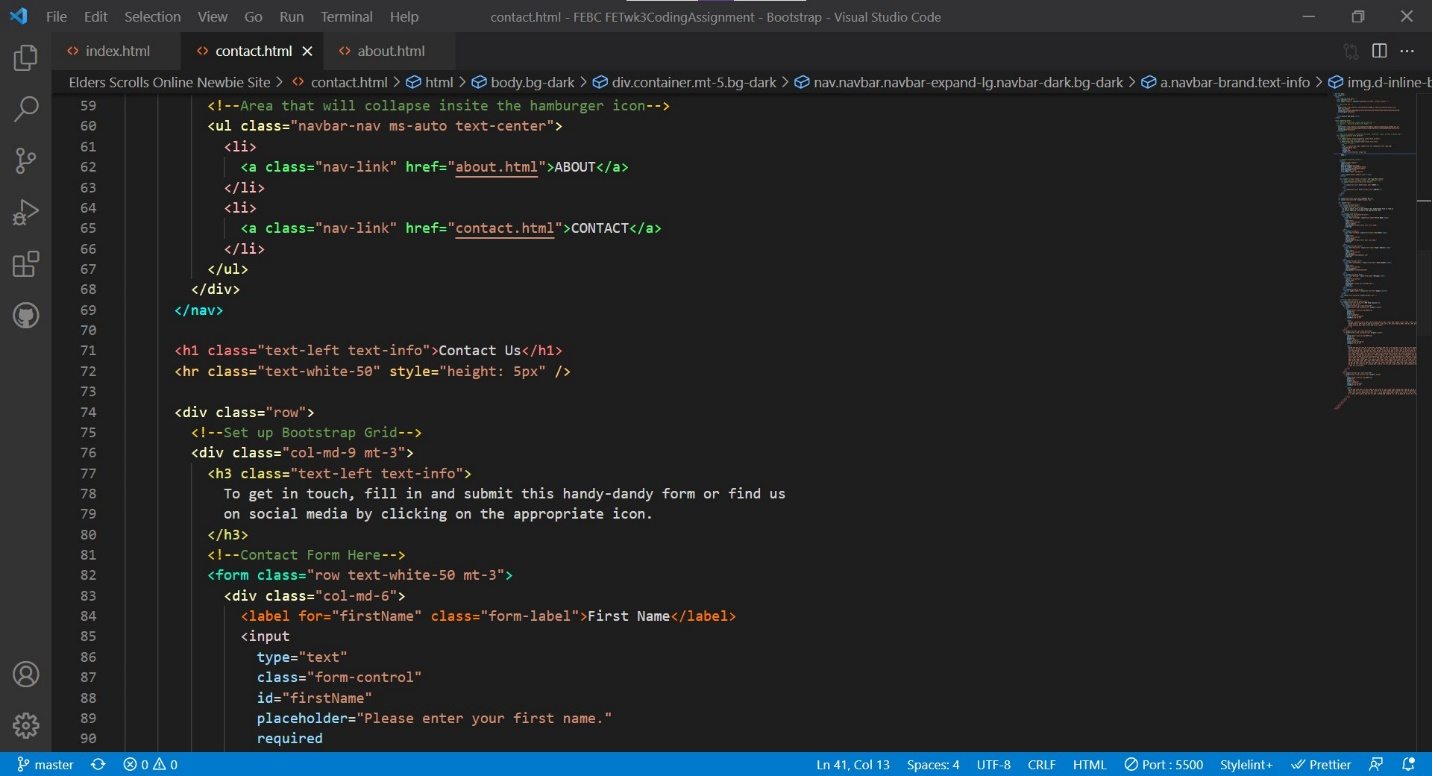 File Edit Selection View Go Run Terminal Help contact.html - FEBC FETwk3CodingAssignment - Bootstrap - Visual Studio Code
<> index.html <> contact.html <> about.html
Elders Scrolls Online Newbie Site > <> contact.html > html > body.bg-dark > div.container.mt-5.bg-dark > nav.navbar.navbar-expand-lg.navbar-dark.bg-dark > a.navbar-brand.text-info > img.d-inline-b
59 <!--Area that will collapse insite the hamburger icon-->
60 <ul class="navbar-nav ms-auto text-center">
61 <li>
62 <a class="nav-link" href="about.html">ABOUT</a>
63 </li>
64 <li>
65 <a class="nav-link" href="contact.html">CONTACT</a>
66 </li>
67 </ul>
68 </div>
69 </nav>
70
71 <h1 class="text-left text-info">Contact Us</h1>
72 <hr class="text-white-50" style="height: 5px" />
73
74 <div class="row">
75 <!--Set up Bootstrap Grid-->
76 <div class="col-md-9 mt-3">
77 <h3 class="text-left text-info">
78 To get in touch, fill in and submit this handy-dandy form or find us
79 on social media by clicking on the appropriate icon.
80 </h3>
81 <!--Contact Form Here-->
82 <form class="row text-white-50 mt-3">
83 <div class="col-md-6">
84 <label for="firstName" class="form-label">First Name</label>
85 <input
86 type="text"
87 class="form-control"
88 id="firstName"
89 placeholder="Please enter your first name."
90 required
master 0 0 Ln 41, Col 13 Spaces: 4 UTF-8 CRLF HTML Port : 5500 Stylelint+ Prettier